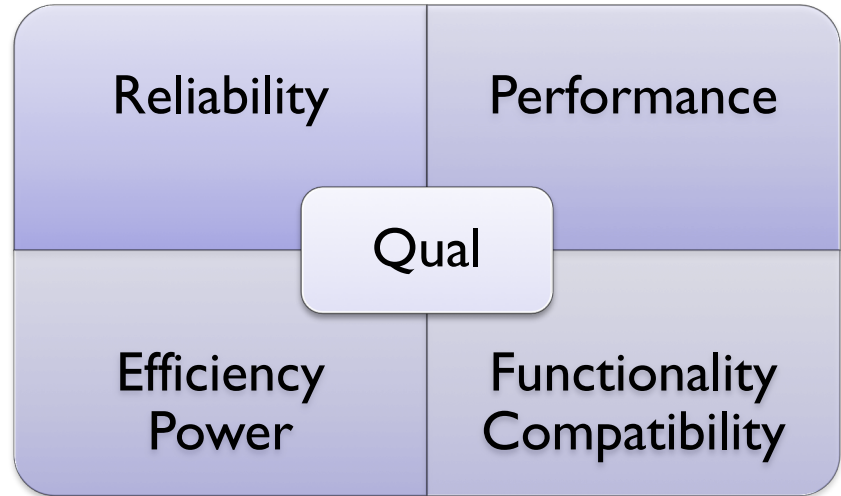 Reliability
Performance
Qual
Efficiency
Power
Functionality
Compatibility